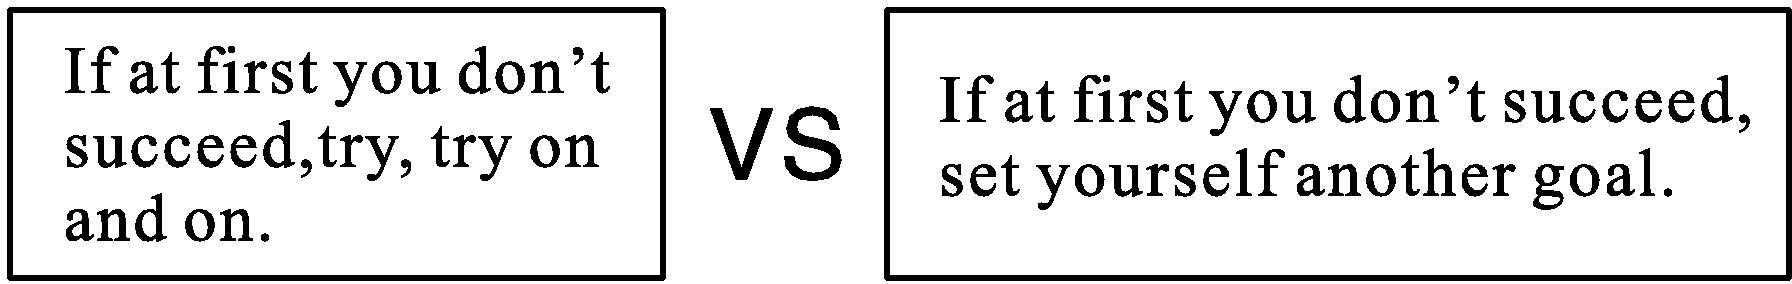 If at first you don’t
succeed,try, try on
and on.
vs
If at first you don’t succeed,
set yourself another goal.